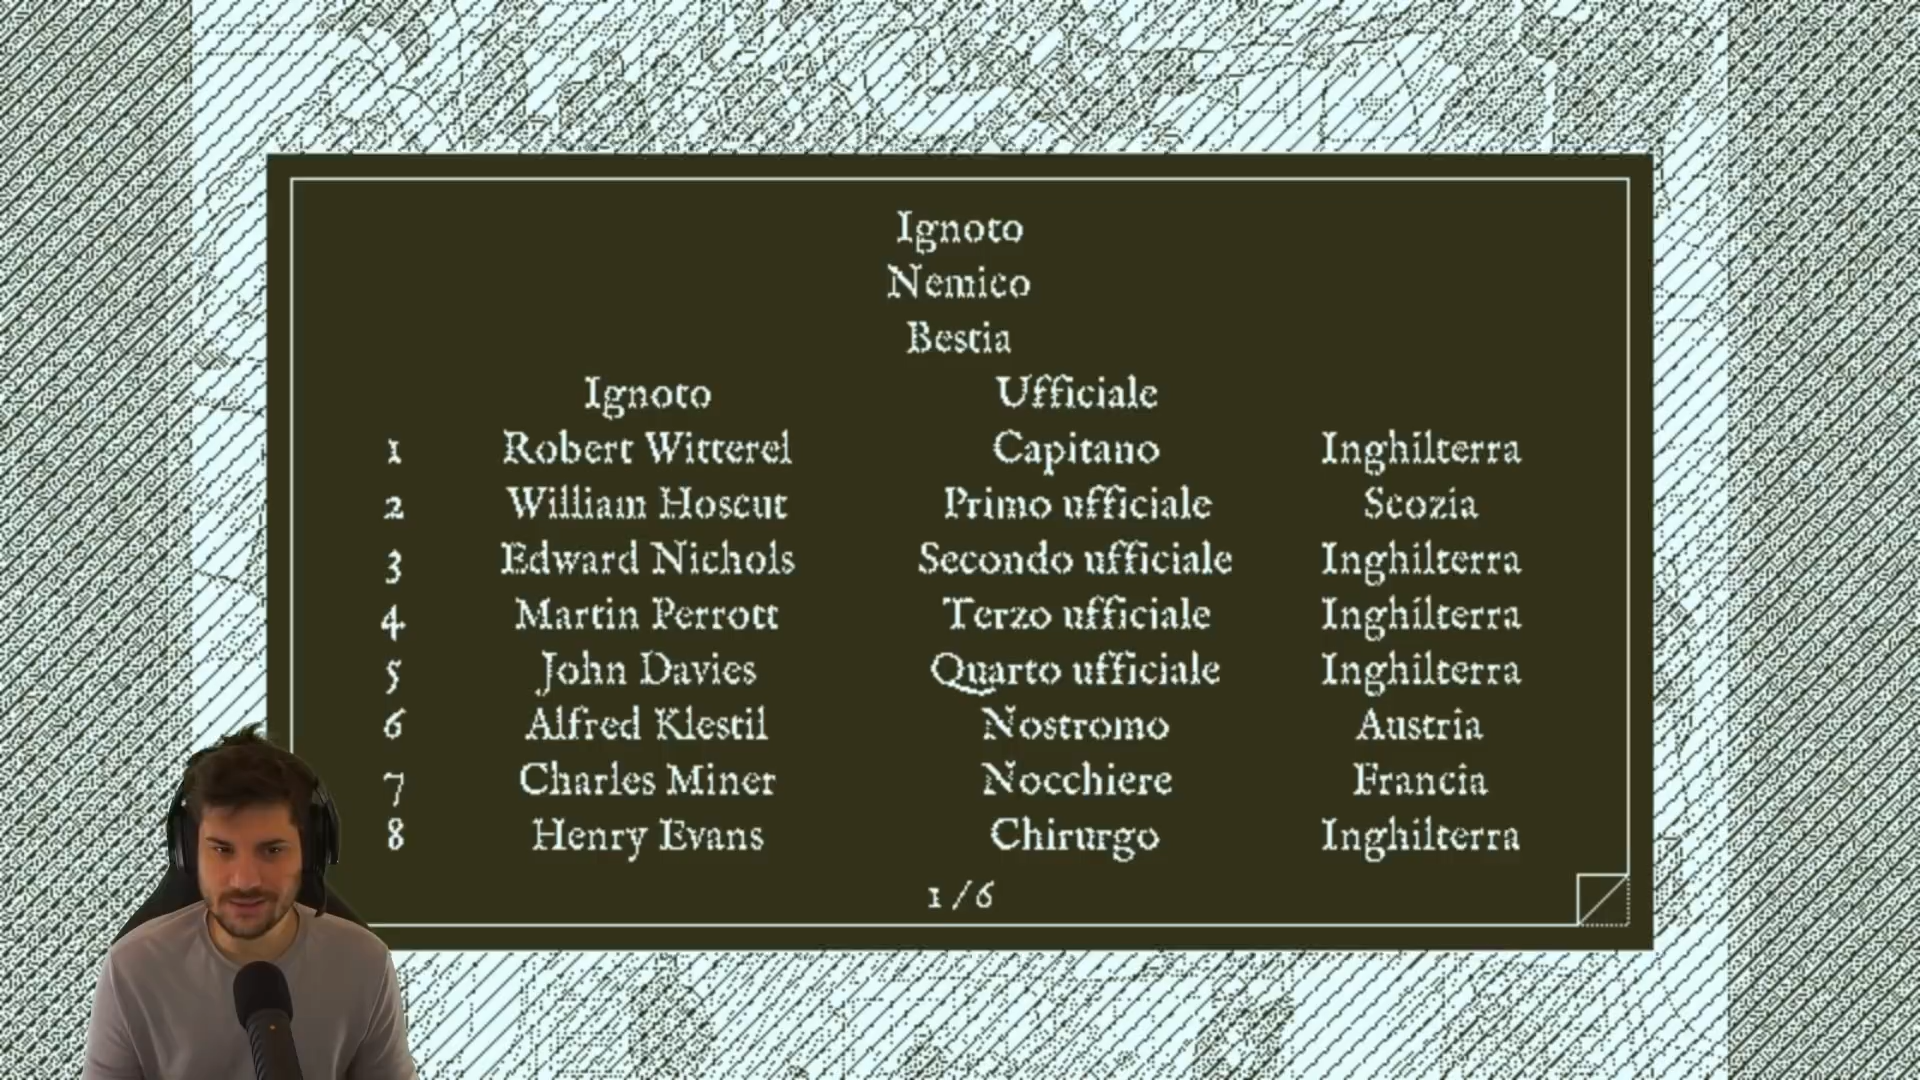 Ignoto
Nemico
Bestia
Ignoto Ufficiale
1 Robert Witterel Capitano Inghilterra
2 William Hoscut Primo ufficiale Scozia
3 Edward Nichols Secondo ufficiale Inghilterra
4 Martin Perrott Terzo ufficiale Inghilterra
5 John Davies Quarto ufficiale Inghilterra
6 Alfred Klestil Nostromo Austria
7 Charles Miner Nocchiere Francia
8 Henry Evans Chirurgo Inghilterra
1 / 6